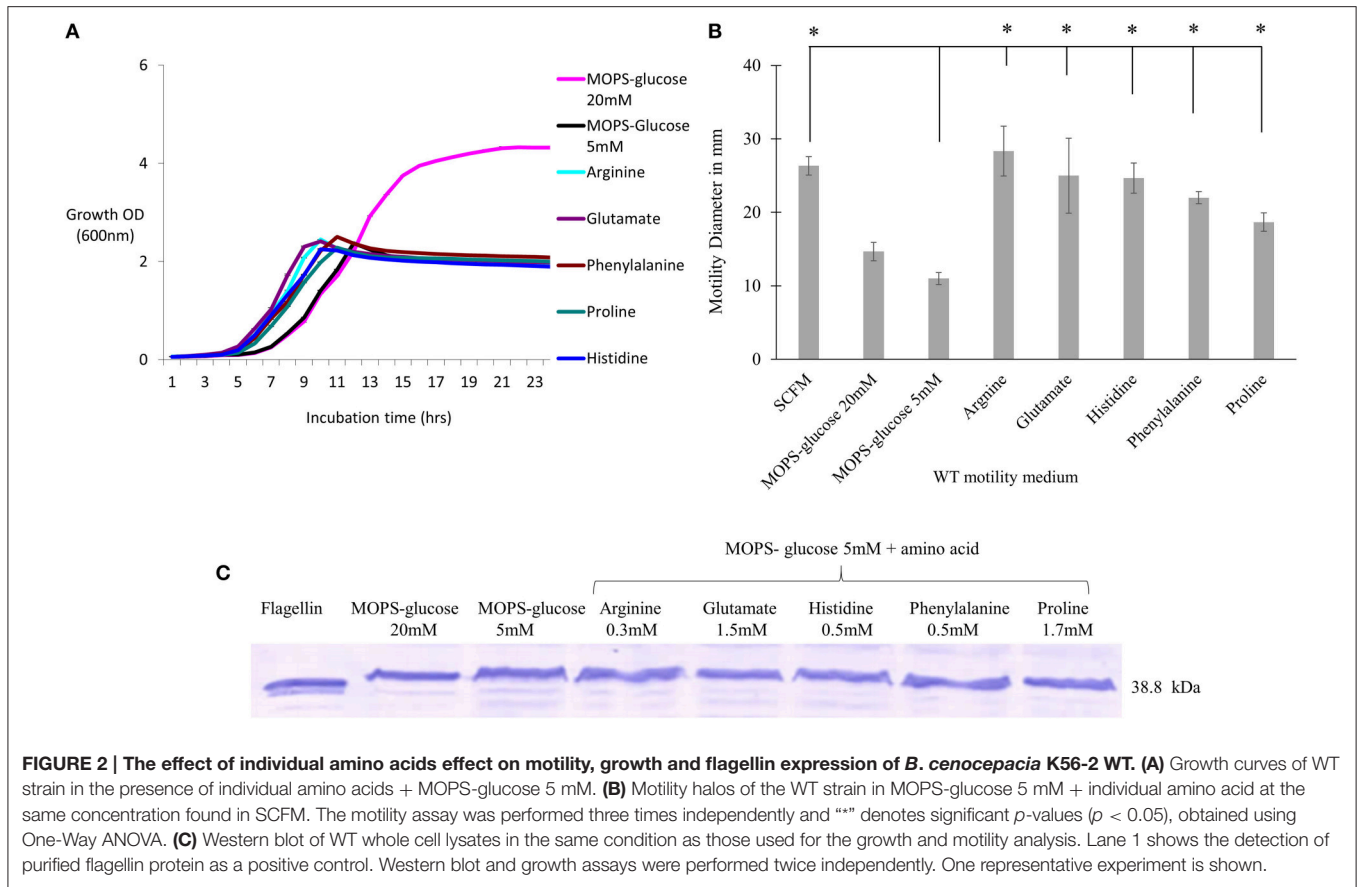 A
6
4
Growth OD
(600nm)
2
0
1 3 5 7 9 11 13 15 17 19 21 23
Incubation time (hrs)
MOPS-glucose
20mM
MOPS-Glucose
5mM
Arginine
Glutamate
Phenylalanine
Proline
Histidine
B
* * * * * *
40
30
20
10
0
Motility Diameter in mm
SCFM
MOPS-glucose 20mM
MOPS-glucose 5mM
Argnine
Glutamate
Histidine
Phenylalanine
Proline
WT motility medium
C
MOPS- glucose 5mM + amino acid
Flagellin MOPS-glucose MOPS-glucose Arginine Glutamate Histidine Phenylalanine Proline
20mM 5mM 0.3mM 1.5mM 0.5mM 0.5mM 1.7mM
38.8 kDa
FIGURE 2 | The effect of individual amino acids effect on motility, growth and flagellin expression of B. cenocepacia K56-2 WT. (A) Growth curves of WT
strain in the presence of individual amino acids + MOPS-glucose 5 mM. (B) Motility halos of the WT strain in MOPS-glucose 5 mM + individual amino acid at the
same concentration found in SCFM. The motility assay was performed three times independently and “*” denotes significant p-values (p < 0.05), obtained using
One-Way ANOVA. (C) Western blot of WT whole cell lysates in the same condition as those used for the growth and motility analysis. Lane 1 shows the detection of
purified flagellin protein as a positive control. Western blot and growth assays were performed twice independently. One representative experiment is shown.